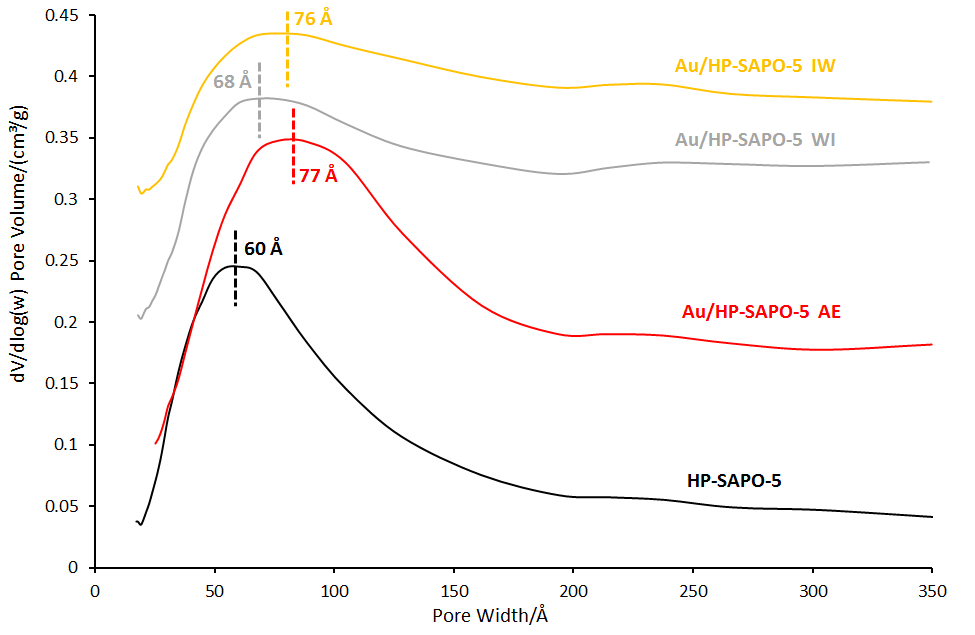 0.45
0.4
0.35
0.3
0.25
0.2
0.15
0.1
0.05
0
dV/dlog(w) Pore Volume/(cm³/g)
76 Å
Au/HP-SAPO-5 IW
68 Å
Au/HP-SAPO-5 WI
77 Å
60 Å
Au/HP-SAPO-5 AE
HP-SAPO-5
0 50 100 150 200 250 300 350
Pore Width/Å